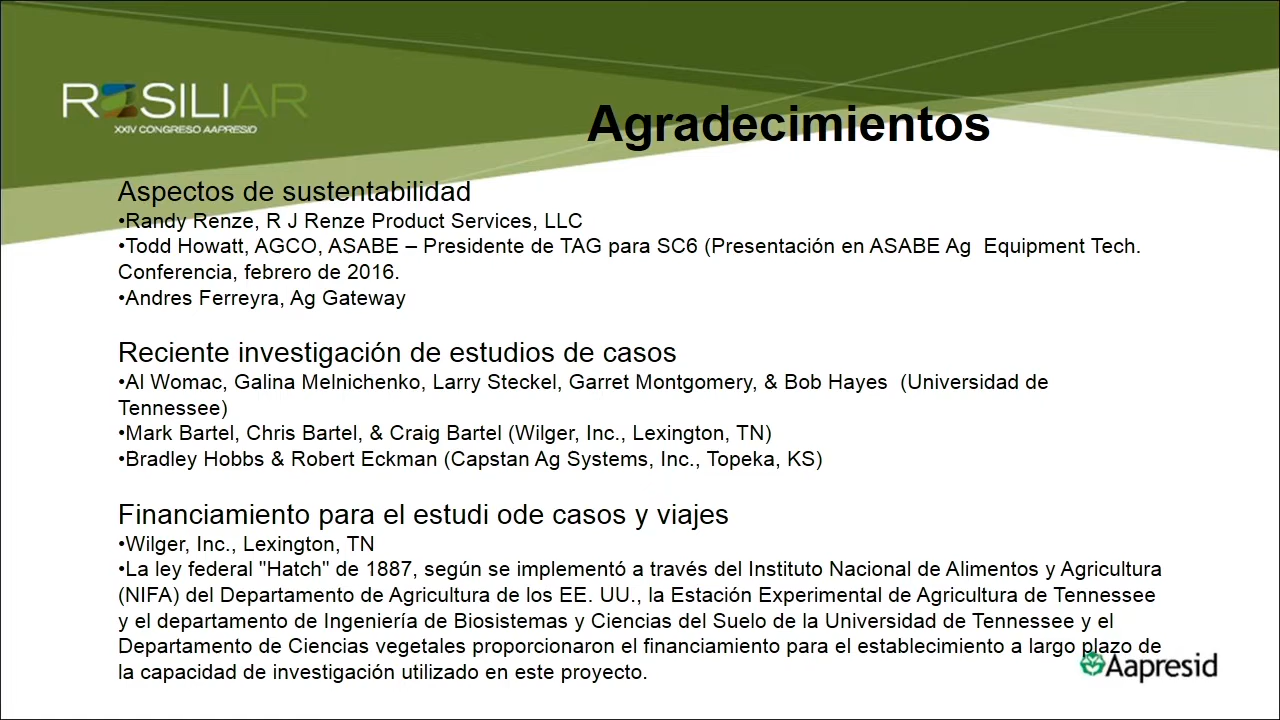 RESILIAR
XXIV CONGRESO AAPRESID
Agradecimientos
Aspectos de sustentabilidad
•Randy Renze, R J Renze Product Services, LLC
•Todd Howatt, AGCO, ASABE – Presidente de TAG para SC6 (Presentación en ASABE Ag  Equipment Tech.
Conferencia, febrero de 2016.
•Andres Ferreyra, Ag Gateway
Reciente investigación de estudios de casos
•Al Womac, Galina Melnichenko, Larry Steckel, Garret Montgomery, & Bob Hayes  (Universidad de
Tennessee)
•Mark Bartel, Chris Bartel, & Craig Bartel (Wilger, Inc., Lexington, TN)
•Bradley Hobbs & Robert Eckman (Capstan Ag Systems, Inc., Topeka, KS)
Financiamiento para el estudi ode casos y viajes
•Wilger, Inc., Lexington, TN
•La ley federal "Hatch" de 1887, según se implementó a través del Instituto Nacional de Alimentos y Agricultura
(NIFA) del Departamento de Agricultura de los EE. UU., la Estación Experimental de Agricultura de Tennessee
y el departamento de Ingeniería de Biosistemas y Ciencias del Suelo de la Universidad de Tennessee y el
Departamento de Ciencias vegetales proporcionaron el financiamiento para el establecimiento a largo plazo de
la capacidad de investigación utilizado en este proyecto.
Aapresid